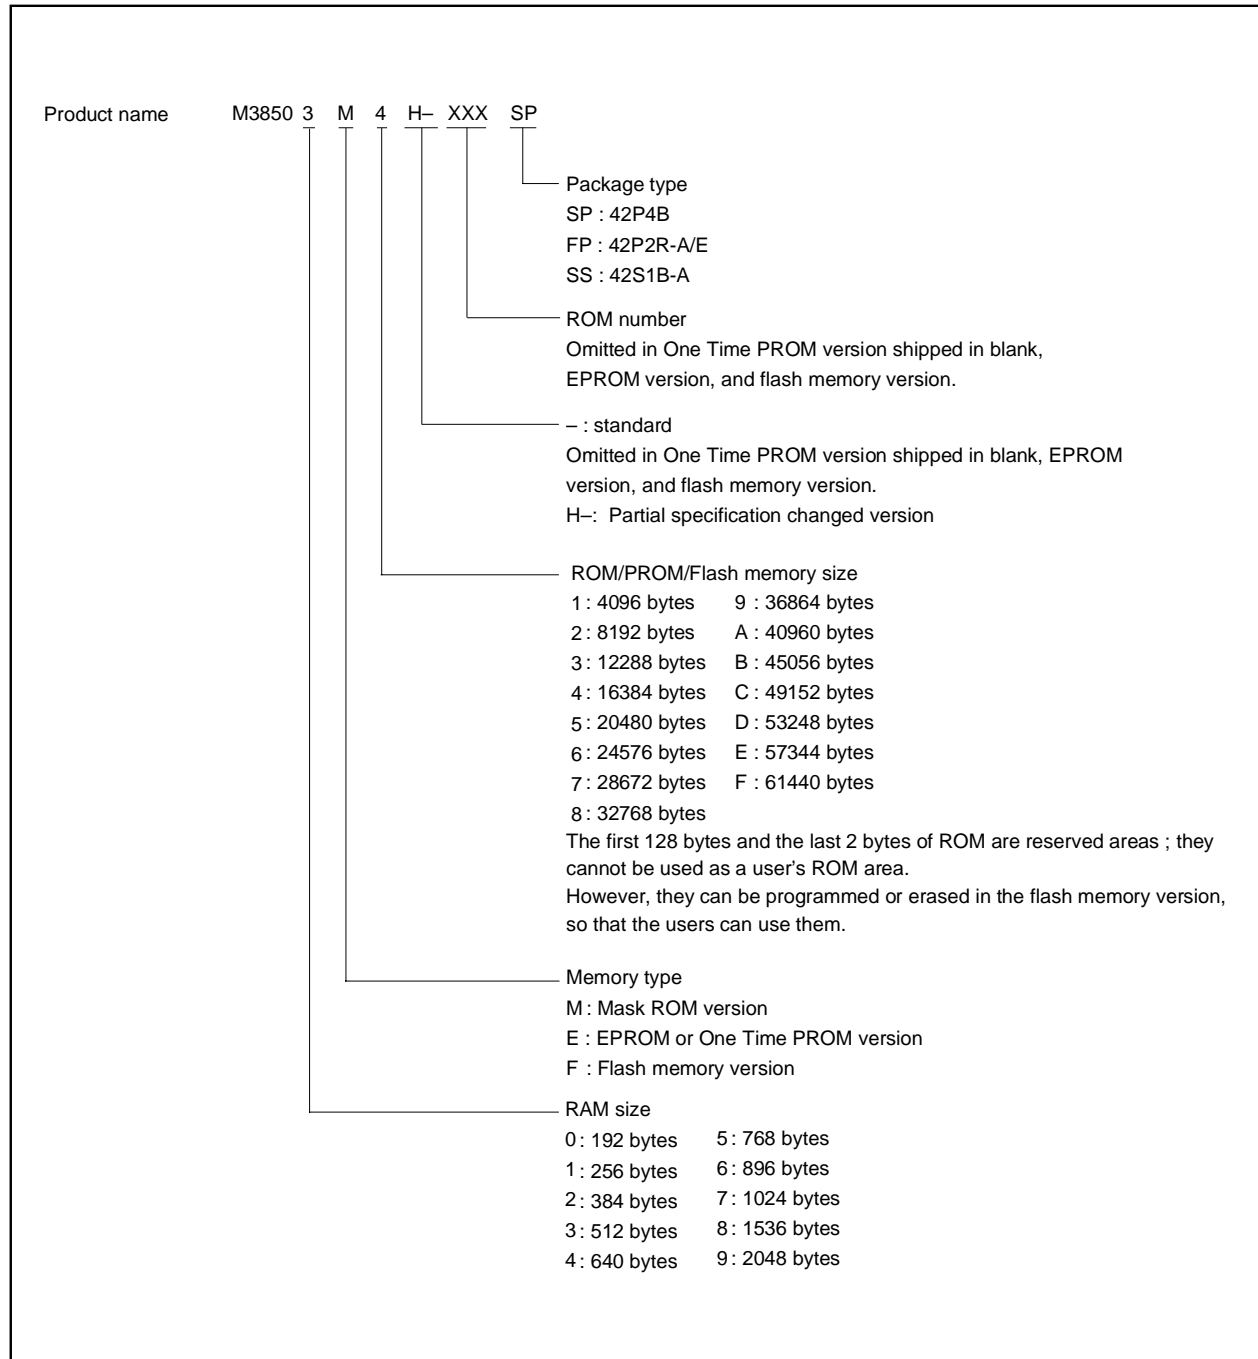 Product name M3850 3 M 4 H– XXX SP
Package type
SP : 42P4B
FP : 42P2R-A/E
SS : 42S1B-A
ROM number
Omitted in One Time PROM version shipped in blank,
EPROM version, and flash memory version.
– : standard
Omitted in One Time PROM version shipped in blank, EPROM
version, and flash memory version.
H–: Partial specification changed version
ROM/PROM/Flash memory size
1 : 4096 bytes 9 : 36864 bytes
2 : 8192 bytes A : 40960 bytes
3 : 12288 bytes B : 45056 bytes
4 : 16384 bytes C : 49152 bytes
5 : 20480 bytes D : 53248 bytes
6 : 24576 bytes E : 57344 bytes
7 : 28672 bytes F : 61440 bytes
8 : 32768 bytes
The first 128 bytes and the last 2 bytes of ROM are reserved areas ; they
cannot be used as a user’s ROM area.
However, they can be programmed or erased in the flash memory version,
so that the users can use them.
Memory type
M : Mask ROM version
E : EPROM or One Time PROM version
F : Flash memory version
RAM size
0 : 192 bytes 5 : 768 bytes
1 : 256 bytes 6 : 896 bytes
2 : 384 bytes 7 : 1024 bytes
3 : 512 bytes 8 : 1536 bytes
4 : 640 bytes 9 : 2048 bytes